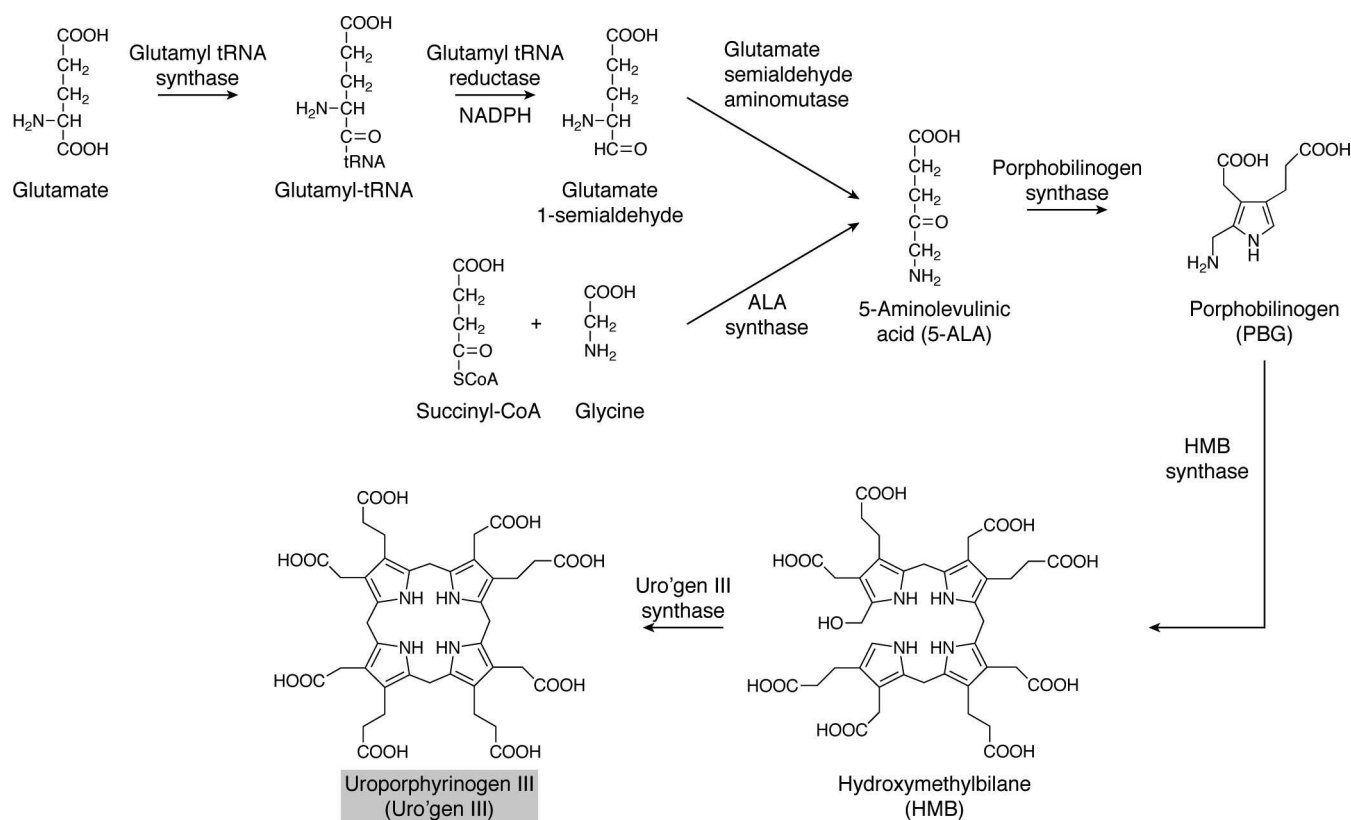 COOH
CH2
CH2
H2N–CH
COOH
Glutamate
Glutamyl tRNA
synthase
COOH
CH2
CH2
H2N–CH
C=O
tRNA
Glutamyl-tRNA
Glutamyl tRNA
reductase
NADPH
COOH
CH2
CH2
H2N–CH
HC=O
Glutamate
1-semialdehyde
Glutamate
semialdehyde
aminomutase
COOH
CH2
CH2
C=O
SCoA
Succinyl-CoA
+
COOH
CH2
NH2
Glycine
ALA
synthase
COOH
CH2
CH2
C=O
CH2
NH2
5-Aminolevulinic
acid (5-ALA)
Porphobilinogen
synthase
COOH
COOH
H2N
N
H
Porphobilinogen
(PBG)
HMB
synthase
COOH
COOH
HOOC
COOH
NH HN
HO
NH HN
HOOC
COOH
HOOC
COOH
Hydroxymethylbilane
(HMB)
Uro'gen III
synthase
COOH
COOH
HOOC
COOH
NH HN
NH HN
HOOC
COOH
COOH
COOH
Uroporphyrinogen III
(Uro'gen III)